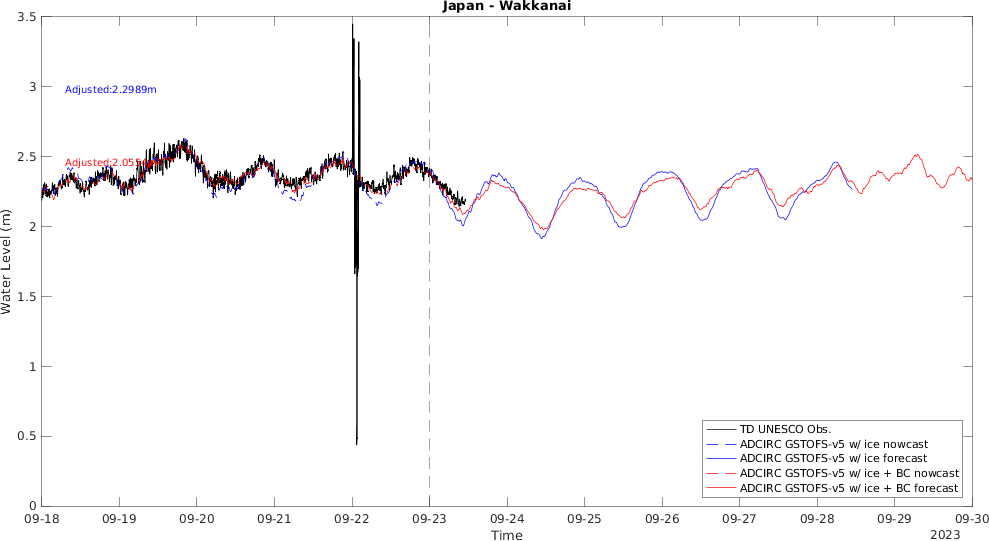 Japan - Wakkanai
3.5
3
2.5
2
1.5
1
0.5
0
Water Level (m)
Adjusted:2.2989m
Adjusted:2.05
TD UNESCO Obs.
ADCIRC GSTOFS-v5 w/ ice nowcast
ADCIRC GSTOFS-v5 w/ ice forecast
ADCIRC GSTOFS-v5 w/ ice + BC nowcast
ADCIRC GSTOFS-v5 w/ ice + BC forecast
09-18 09-19 09-20 09-21 09-22 09-23 09-24 09-25 09-26 09-27 09-28 09-29 09-30
Time
2023